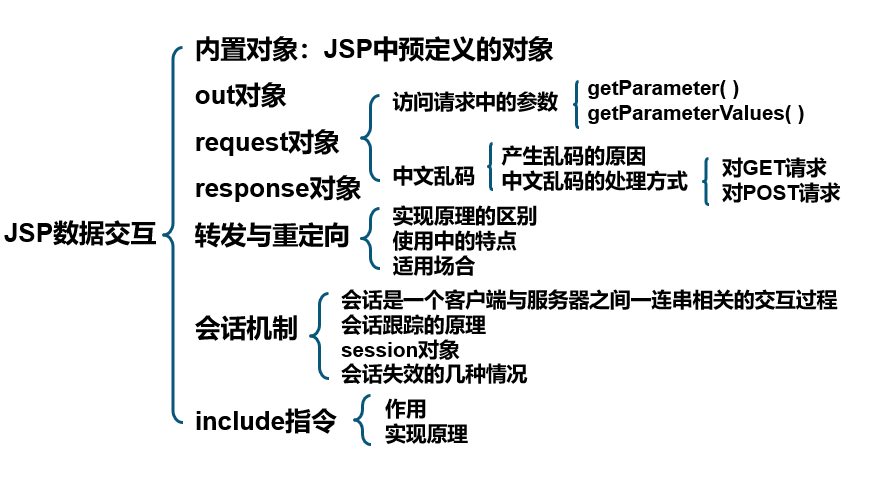 JSP数据交互
内置对象：JSP中预定义的对象
out对象
request对象
访问请求中的参数
getParameter( )
getParameterValues( )
中文乱码
产生乱码的原因
中文乱码的处理方式
对GET请求
对POST请求
response对象
转发与重定向
实现原理的区别
使用中的特点
适用场合
会话机制
会话是一个客户端与服务器之间一连串相关的交互过程
会话跟踪的原理
session对象
会话失效的几种情况
include指令
作用
实现原理